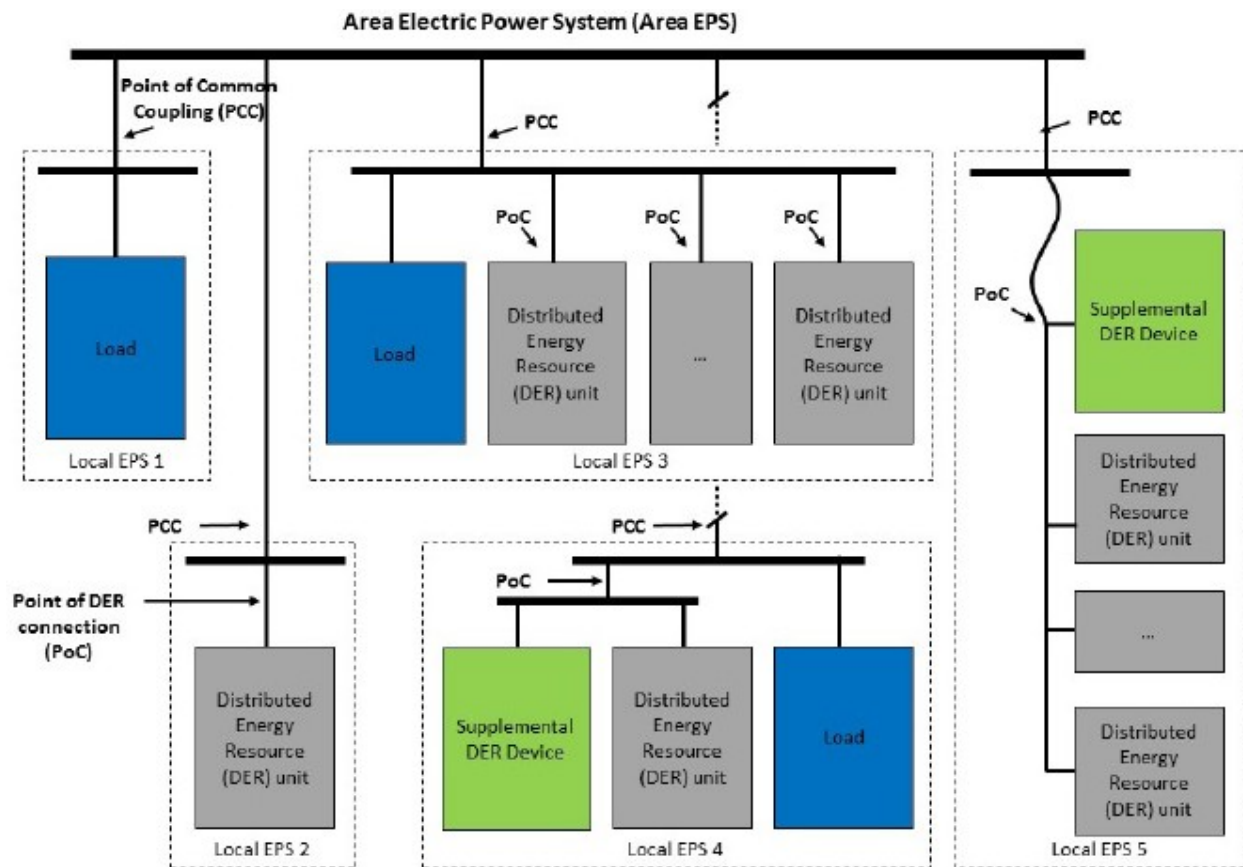 Area Electric Power System (Area EPS)
Point of Common
Coupling (PCC)
PCC
PCC
Load
Local EPS 1
PoC
PoC
PoC
Load
Distributed
Energy
Resource
(DER) unit
...
Distributed
Energy
Resource
(DER) unit
Local EPS 3
PoC
Supplemental
DER Device
Distributed
Energy
Resource
(DER) unit
...
Distributed
Energy
Resource
(DER) unit
Local EPS 5
PCC
Point of DER
connection
(PoC)
Distributed
Energy
Resource
(DER) unit
Local EPS 2
PCC
PoC
Supplemental
DER Device
Distributed
Energy
Resource
(DER) unit
Load
Local EPS 4